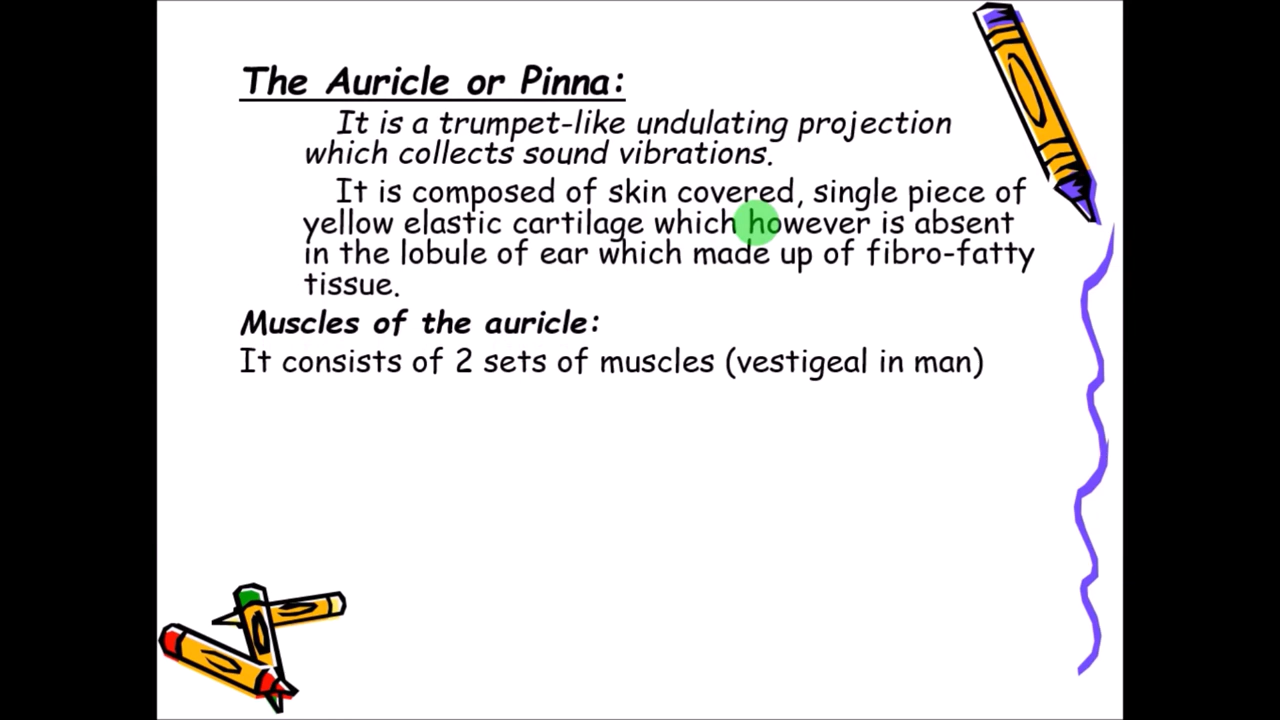 The Auricle or Pinna:
It is a trumpet-like undulating projection
which collects sound vibrations.
It is composed of skin covered, single piece of
yellow elastic cartilage which however is absent
in the lobule of ear which made up of fibro-fatty
tissue.
Muscles of the auricle:
It consists of 2 sets of muscles (vestigeal in man)